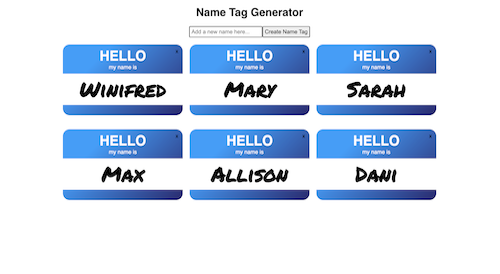 Name Tag Generator
Add a new name here... Create Name Tag
HELLO HELLO HELLO
my name is my name is my name is
Winifred Mary Sarah
HELLO HELLO HELLO
my name is my name is my name is
Max Allison Dani